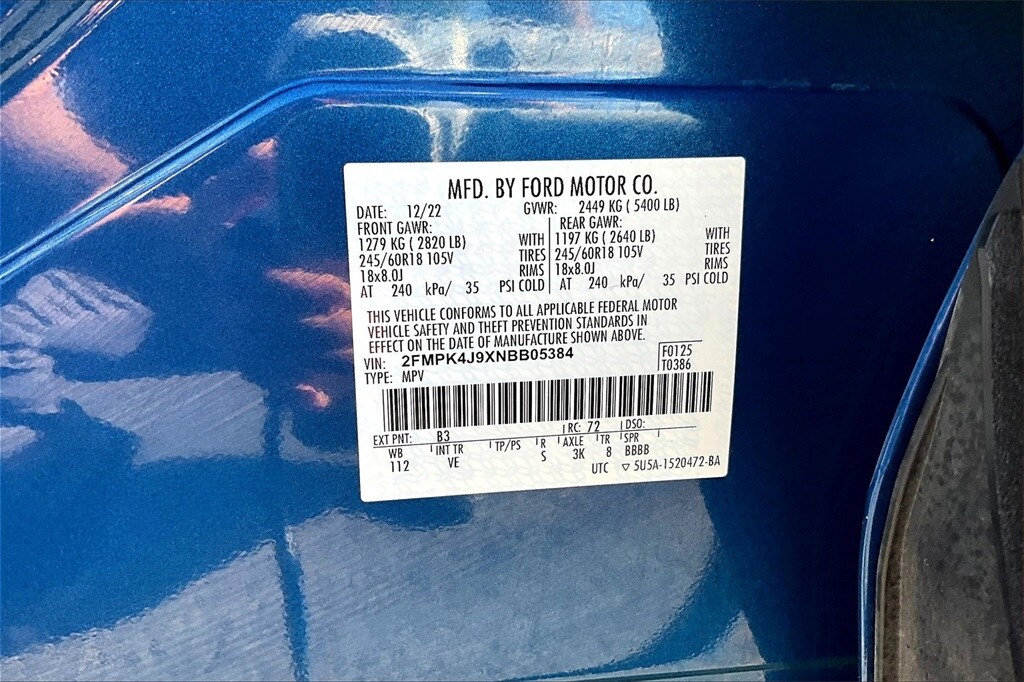 MFD. BY FORD MOTOR CO.
DATE: 12/22 GVWR: 2449 KG ( 5400 LB)
FRONT GAWR: REAR GAWR:
1279 KG ( 2820 LB) WITH 1197 KG ( 2640 LB) WITH
245/60R18 105V TIRES 245/60R18 105V TIRES
18x8.0J RIMS 18x8.0J RIMS
AT 240 kPa/ 35 PSI COLD AT 240 kPa/ 35 PSI COLD
THIS VEHICLE CONFORMS TO ALL APPLICABLE FEDERAL MOTOR
VEHICLE SAFETY AND THEFT PREVENTION STANDARDS IN
EFFECT ON THE DATE OF MANUFACTURE SHOWN ABOVE.
VIN: 2FMPK4J9XNBB05384 F0125
TYPE: MPV T0386
EXT PNT: B3 RC: 72 DSO:
WB INT TR TP/PS R AXLE TR SPR
112 VE S 3K 8 BBBB
UTC ▽ 5U5A-1520472-BA